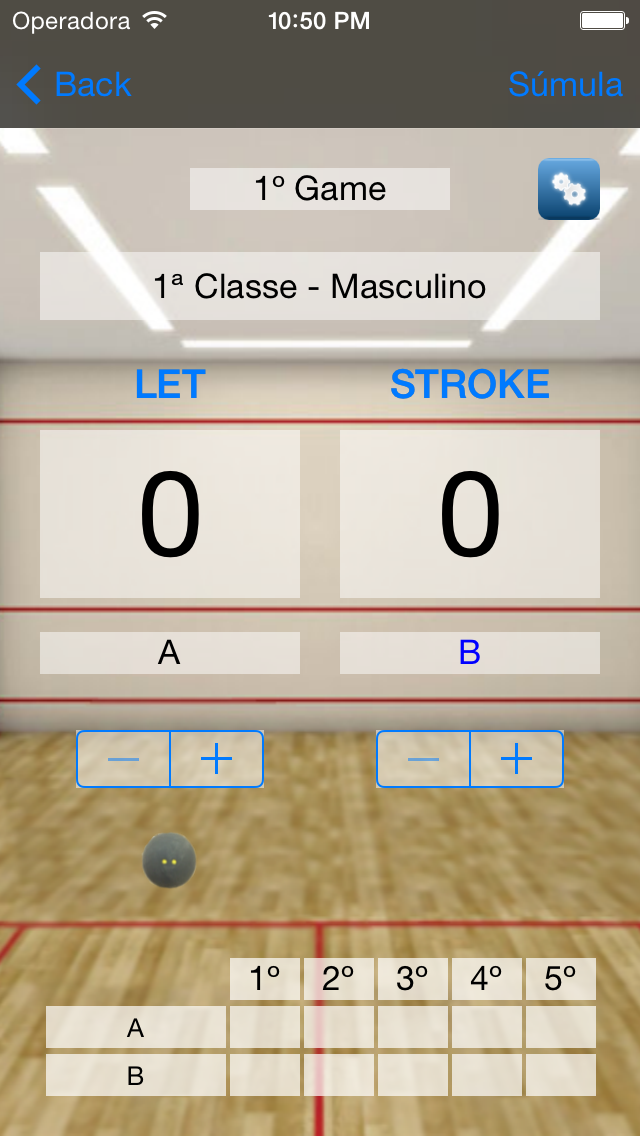 Operadora 10:50 PM
Back Súmula
1º Game
1ª Classe - Masculino
LET STROKE
0 0
A B
− + − +
1º 2º 3º 4º 5º
A
B